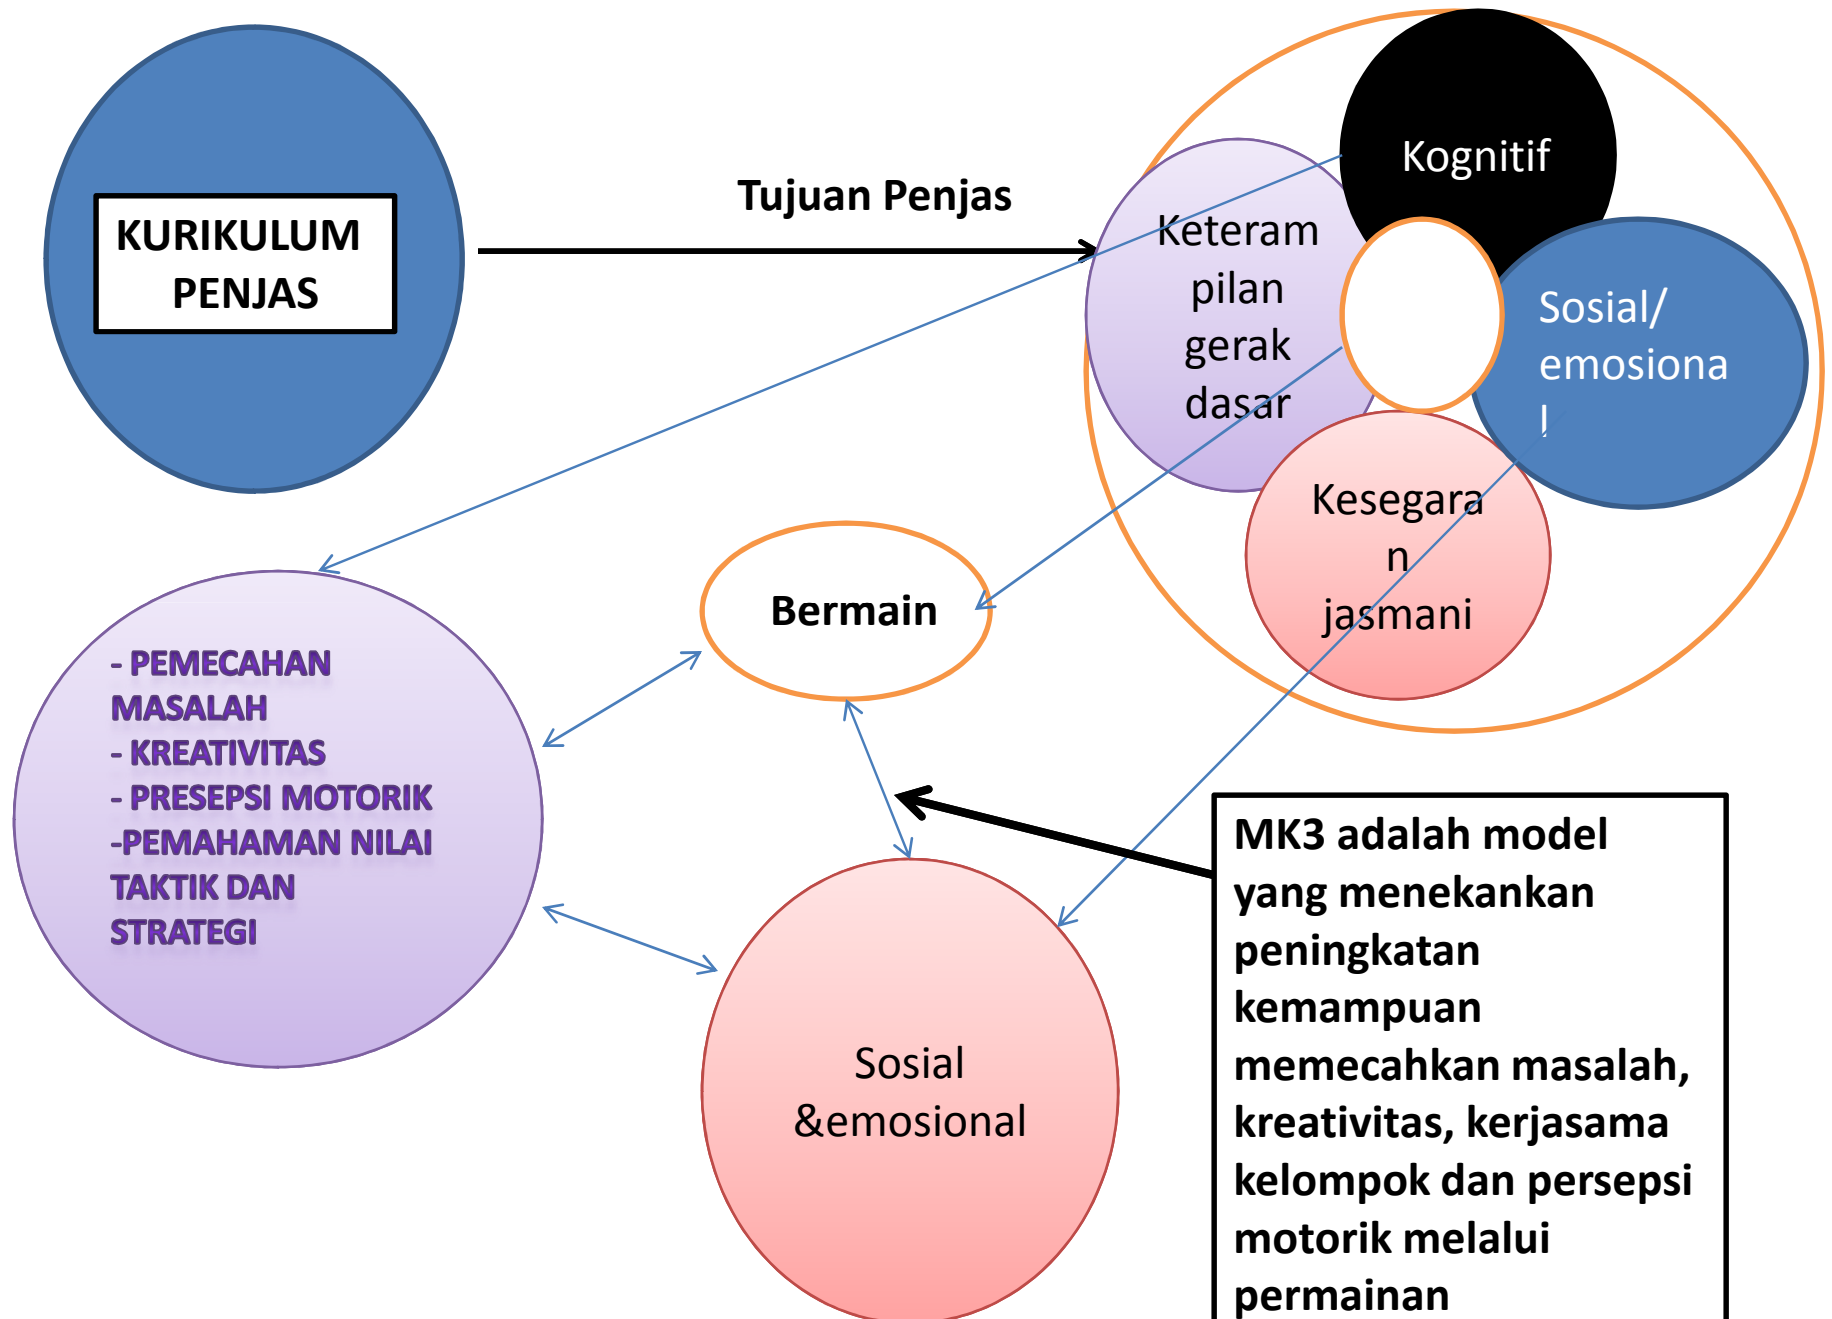 KURIKULUM
PENJAS
Tujuan Penjas
Kognitif
Keteram
pilan
gerak
dasar
Sosial/
emosiona
l
Kesegara
n
jasmani
Bermain
- PEMECAHAN
MASALAH
- KREATIVITAS
- PRESEPSI MOTORIK
-PEMAHAMAN NILAI
TAKTIK DAN
STRATEGI
Sosial
&emosional
MK3 adalah model
yang menekankan
peningkatan
kemampuan
memecahkan masalah,
kreativitas, kerjasama
kelompok dan persepsi
motorik melalui
permainan